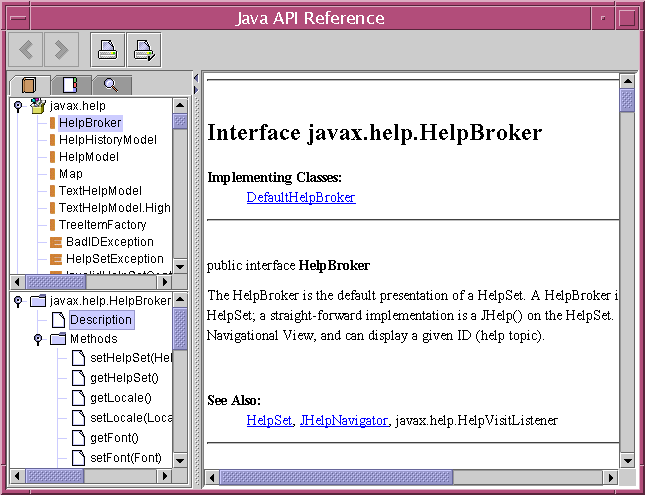 Java API Reference
javax.help
HelpBroker
HelpHistoryModel
HelpModel
Map
TextHelpModel
TextHelpModel.High
TreeItemFactory
BadIDException
HelpSetException
javax.help.HelpBroker
Description
Methods
setHelpSet(Hel
getHelpSet()
getLocale()
setLocale(Loca
getFont()
setFont(Font)
Interface javax.help.HelpBroker
Implementing Classes:
DefaultHelpBroker
public interface HelpBroker
The HelpBroker is the default presentation of a HelpSet. A HelpBroker i
HelpSet; a straight-forward implementation is a JHelp() on the HelpSet.
Navigational View, and can display a given ID (help topic).
See Also:
HelpSet, JHelpNavigator, javax.help.HelpVisitListener